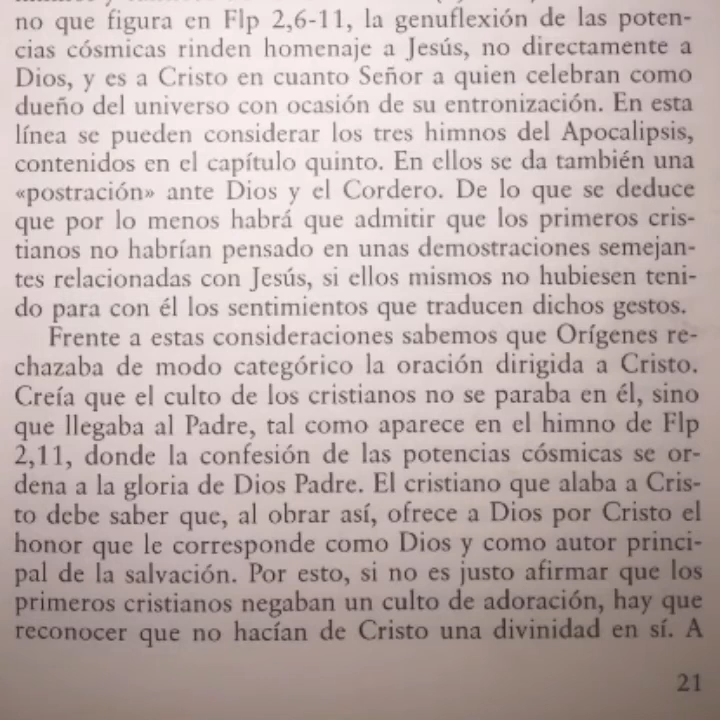 no que figura en Flp 2,6-11, la genuflexión de las poten-
cias cósmicas rinden homenaje a Jesús, no directamente a
Dios, y es a Cristo en cuanto Señor a quien celebran como
dueño del universo con ocasión de su entronización. En esta
línea se pueden considerar los tres himnos del Apocalipsis,
contenidos en el capítulo quinto. En ellos se da también una
«postración» ante Dios y el Cordero. De lo que se deduce
que por lo menos habrá que admitir que los primeros cris-
tianos no habrían pensado en unas demostraciones semejan-
tes relacionadas con Jesús, si ellos mismos no hubiesen teni-
do para con él los sentimientos que traducen dichos gestos.
Frente a estas consideraciones sabemos que Orígenes re-
chazaba de modo categórico la oración dirigida a Cristo.
Creía que el culto de los cristianos no se paraba en él, sino
que llegaba al Padre, tal como aparece en el himno de Flp
2,11, donde la confesión de las potencias cósmicas se or-
dena a la gloria de Dios Padre. El cristiano que alaba a Cris-
to debe saber que, al obrar así, ofrece a Dios por Cristo el
honor que le corresponde como Dios y como autor princi-
pal de la salvación. Por esto, si no es justo afirmar que los
primeros cristianos negaban un culto de adoración, hay que
reconocer que no hacían de Cristo una divinidad en sí. A
21